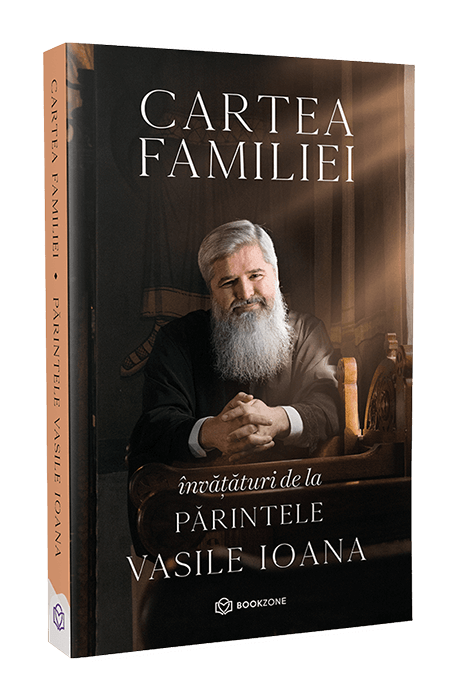 CARTEA FAMILIEI • PĂRINTELE VASILE IOANA
CARTEA
FAMILIEI
învățături de la
PĂRINTELE
VASILE IOANA
BOOKZONE